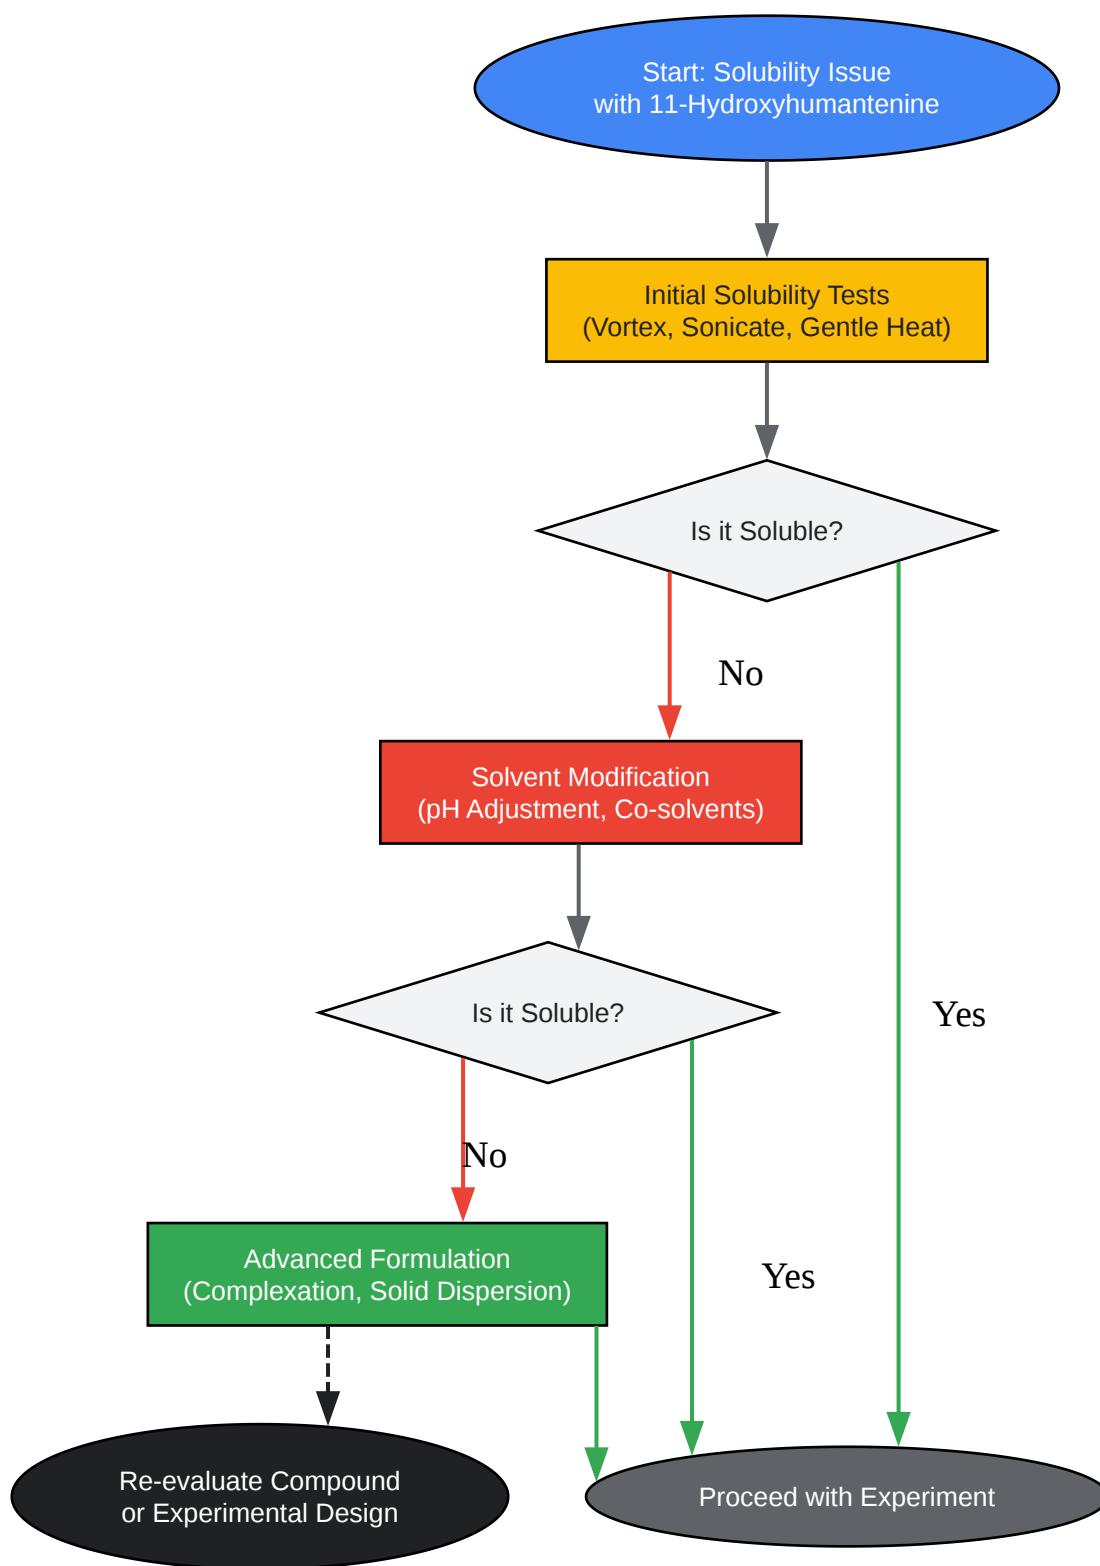 Start: Solubility Issue
with 11-Hydroxyhumantenine
Initial Solubility Tests
(Vortex, Sonicate, Gentle Heat)
Is it Soluble?
No
Solvent Modification
(pH Adjustment, Co-solvents)
Is it Soluble?
Yes
No
Advanced Formulation
(Complexation, Solid Dispersion)
Yes
Re-evaluate Compound
or Experimental Design
Proceed with Experiment